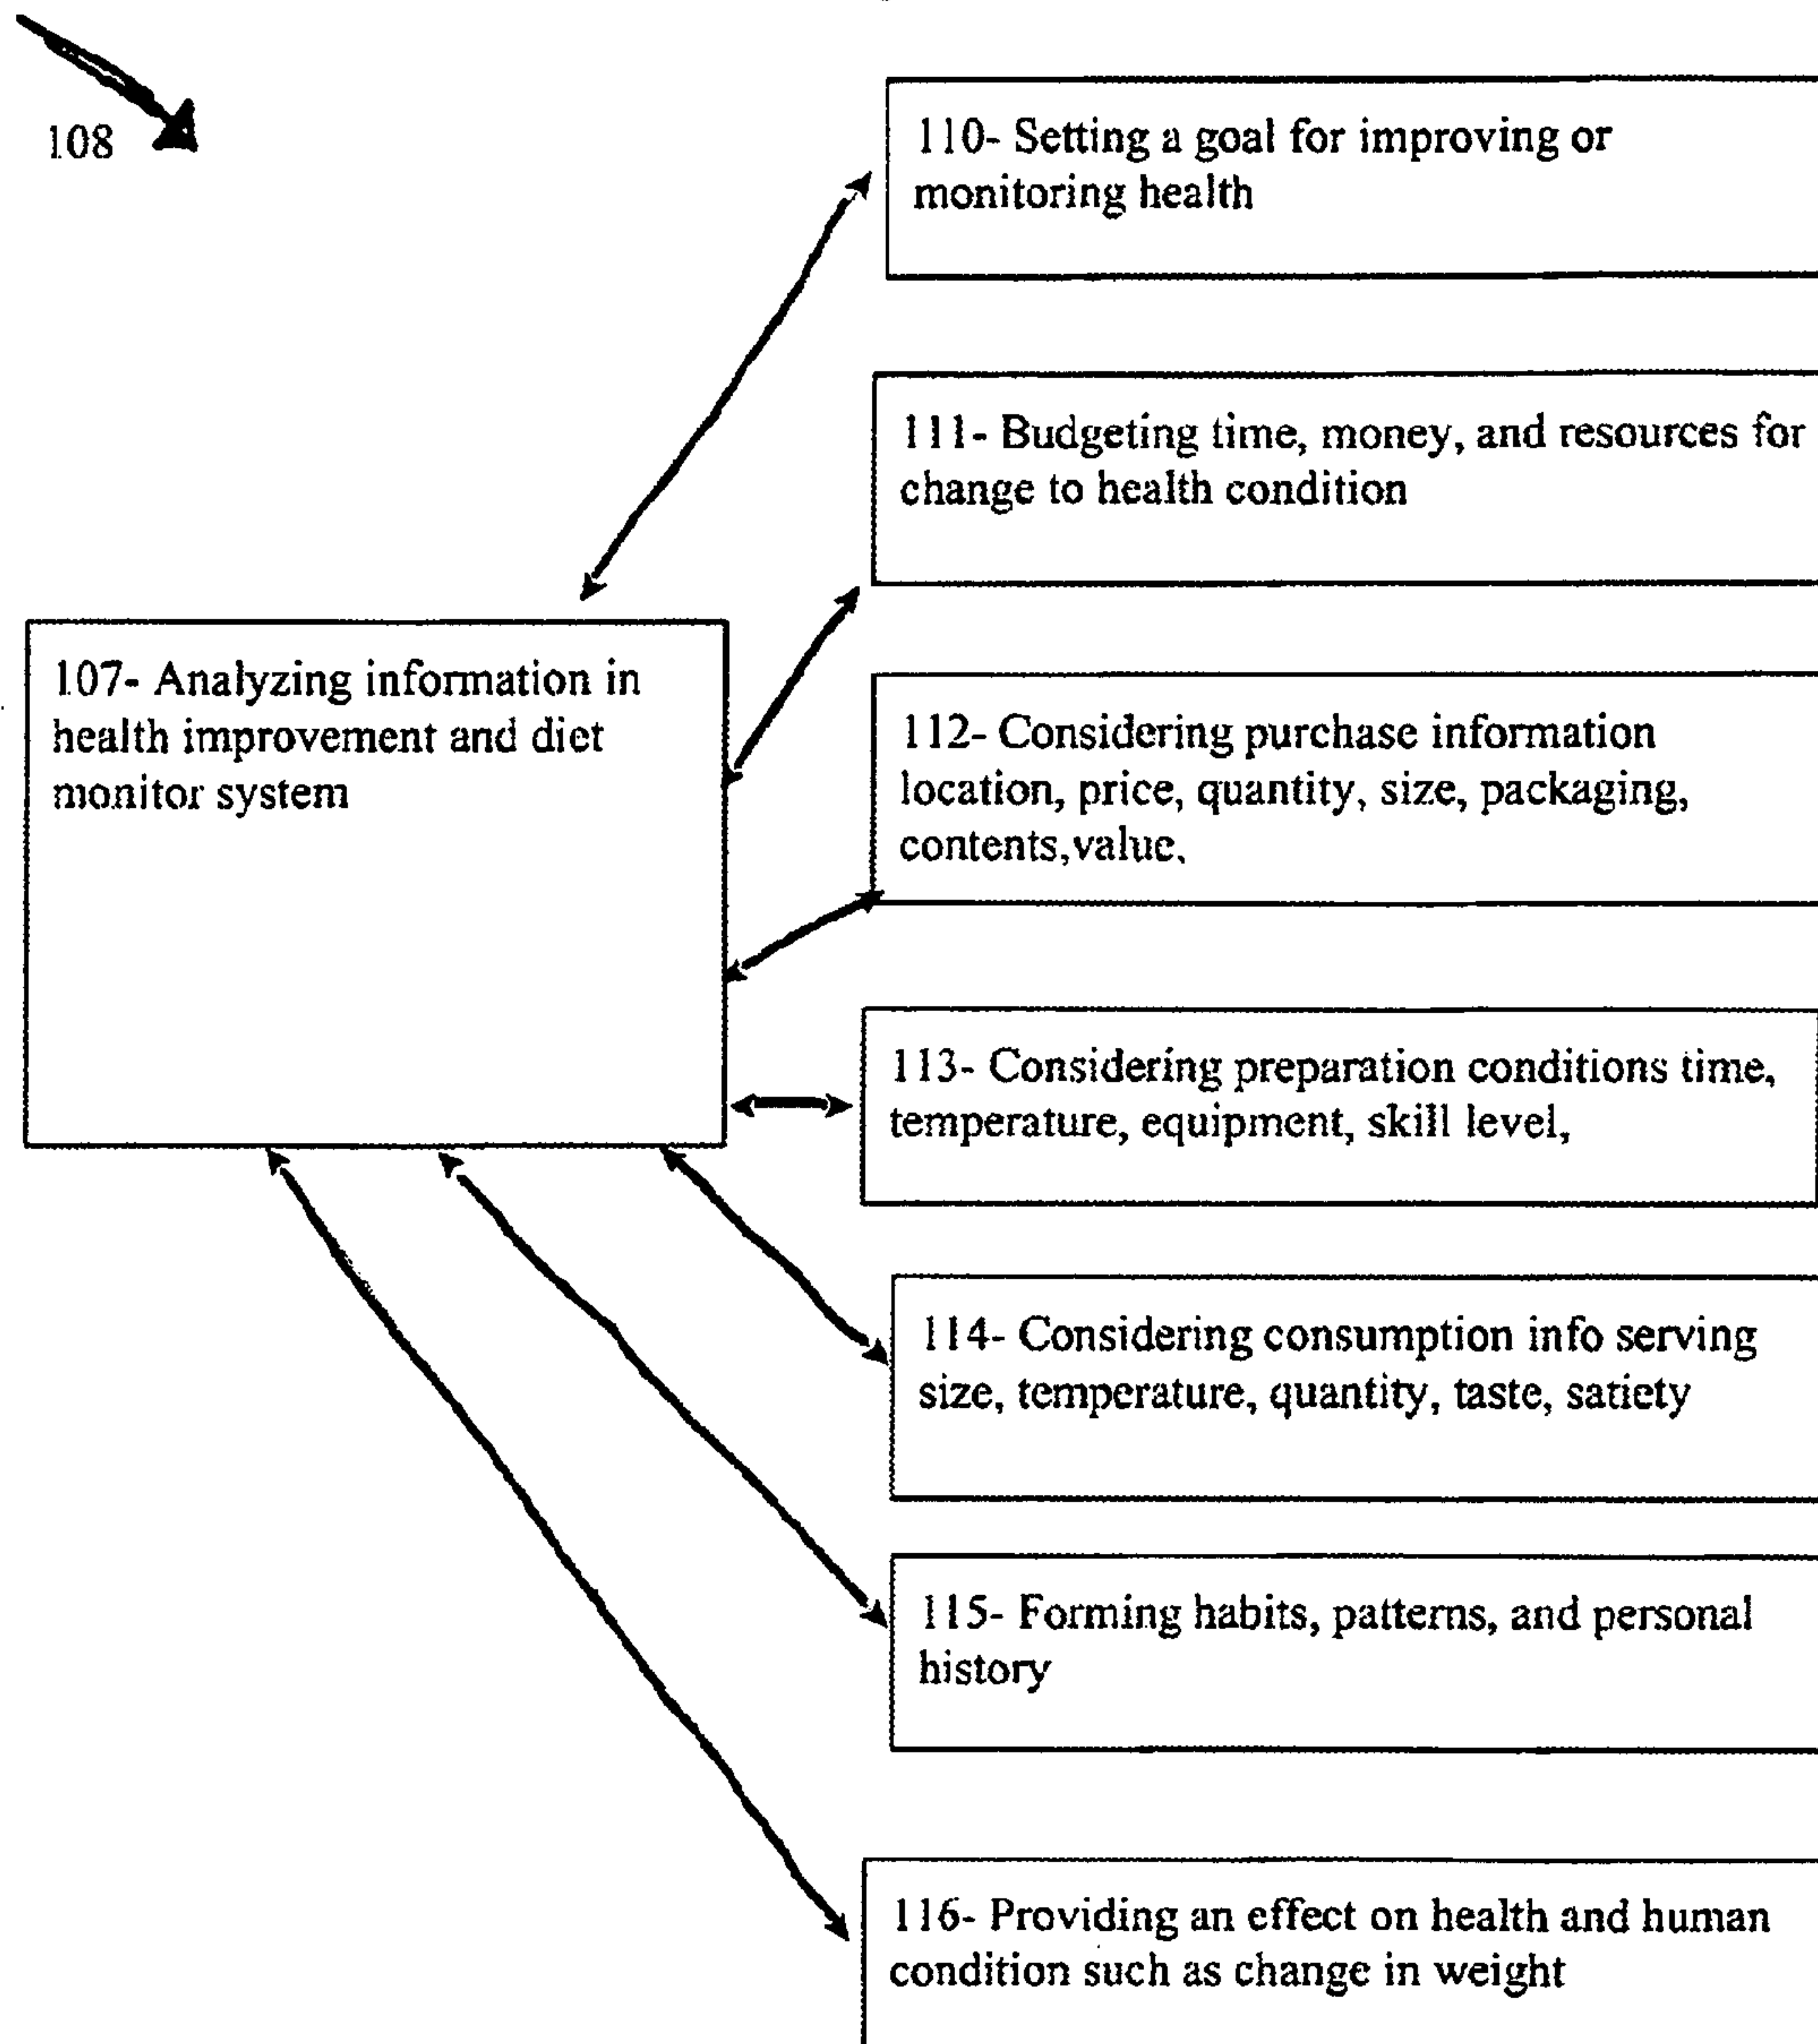 108
110- Setting a goal for improving or
monitoring health
111- Budgeting time, money, and resources for
change to health condition
107- Analyzing information in
health improvement and diet
monitor system
112- Considering purchase information
location, price, quantity, size, packaging,
contents,value.
113- Considering preparation conditions time,
temperature, equipment, skill level,
114- Considering consumption info serving
size, temperature, quantity, taste, satiety
115- Forming habits, patterns, and personal
history
116- Providing an effect on health and human
condition such as change in weight